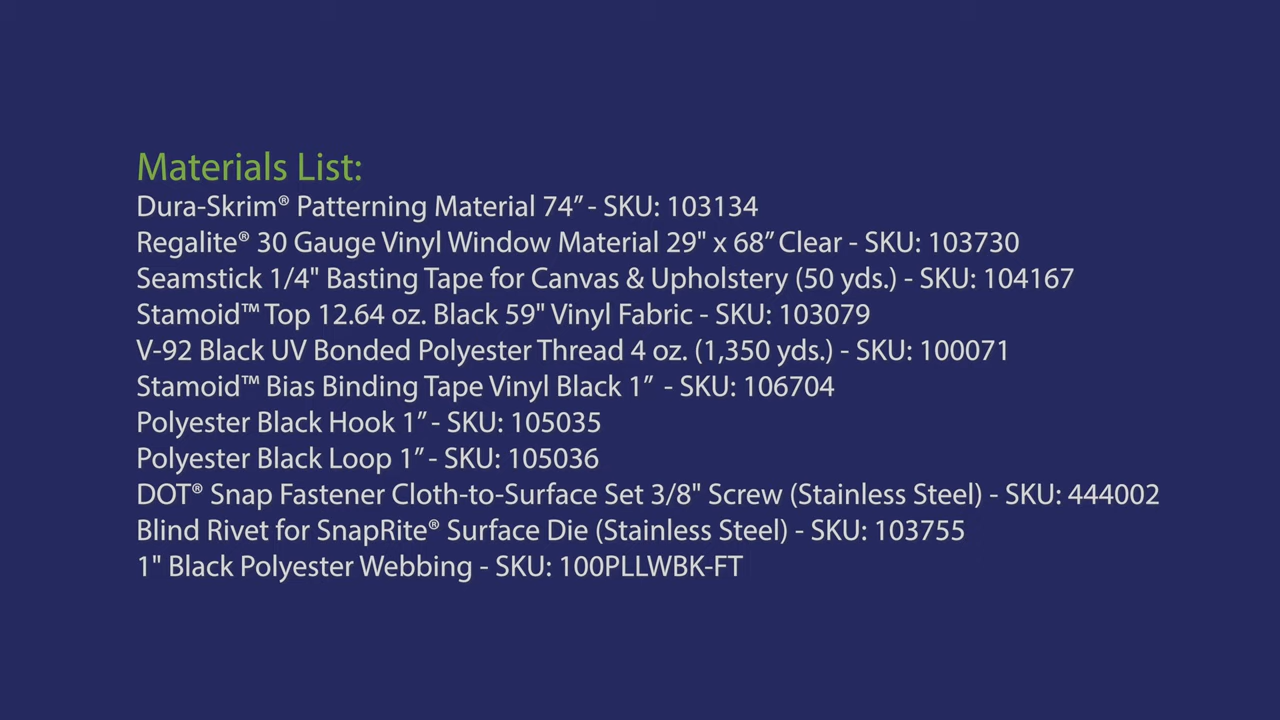 Materials List:
Dura-Skrim® Patterning Material 74” - SKU: 103134
Regalite® 30 Gauge Vinyl Window Material 29" x 68” Clear - SKU: 103730
Seamstick 1/4" Basting Tape for Canvas & Upholstery (50 yds.) - SKU: 104167
Stamoid™ Top 12.64 oz. Black 59" Vinyl Fabric - SKU: 103079
V-92 Black UV Bonded Polyester Thread 4 oz. (1,350 yds.) - SKU: 100071
Stamoid™ Bias Binding Tape Vinyl Black 1”  - SKU: 106704
Polyester Black Hook 1” - SKU: 105035
Polyester Black Loop 1” - SKU: 105036
DOT® Snap Fastener Cloth-to-Surface Set 3/8" Screw (Stainless Steel) - SKU: 444002
Blind Rivet for SnapRite® Surface Die (Stainless Steel) - SKU: 103755
1" Black Polyester Webbing - SKU: 100PLLWBK-FT